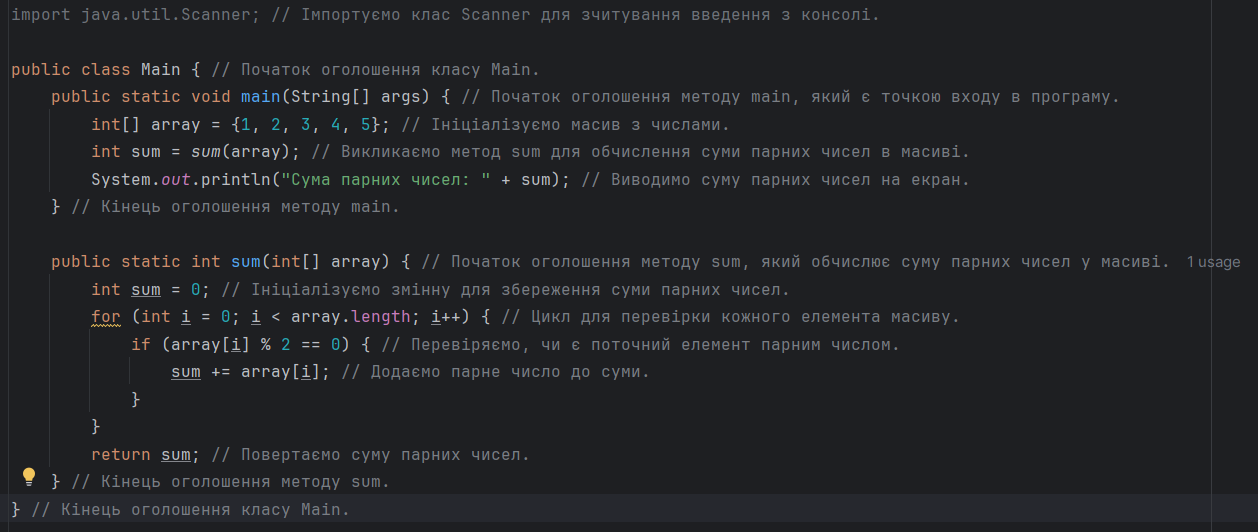 import java.util.Scanner; // Імпортуємо клас Scanner для зчитування введення з консолі.
public class Main { // Початок оголошення класу Main.
public static void main(String[] args) { // Початок оголошення методу main, який є точкою входу в програму.
int[] array = {1, 2, 3, 4, 5}; // Ініціалізуємо масив з числами.
int sum = sum(array); // Викликаємо метод sum для обчислення суми парних чисел в масиві.
System.out.println("Сума парних чисел: " + sum); // Виводимо суму парних чисел на екран.
} // Кінець оголошення методу main.
public static int sum(int[] array) { // Початок оголошення методу sum, який обчислює суму парних чисел у масиві. 1 usage
int sum = 0; // Ініціалізуємо змінну для збереження суми парних чисел.
for (int i = 0; i < array.length; i++) { // Цикл для перевірки кожного елемента масиву.
if (array[i] % 2 == 0) { // Перевіряємо, чи є поточний елемент парним числом.
sum += array[i]; // Додаємо парне число до суми.
}
}
return sum; // Повертаємо суму парних чисел.
} // Кінець оголошення методу sum.
} // Кінець оголошення класу Main.